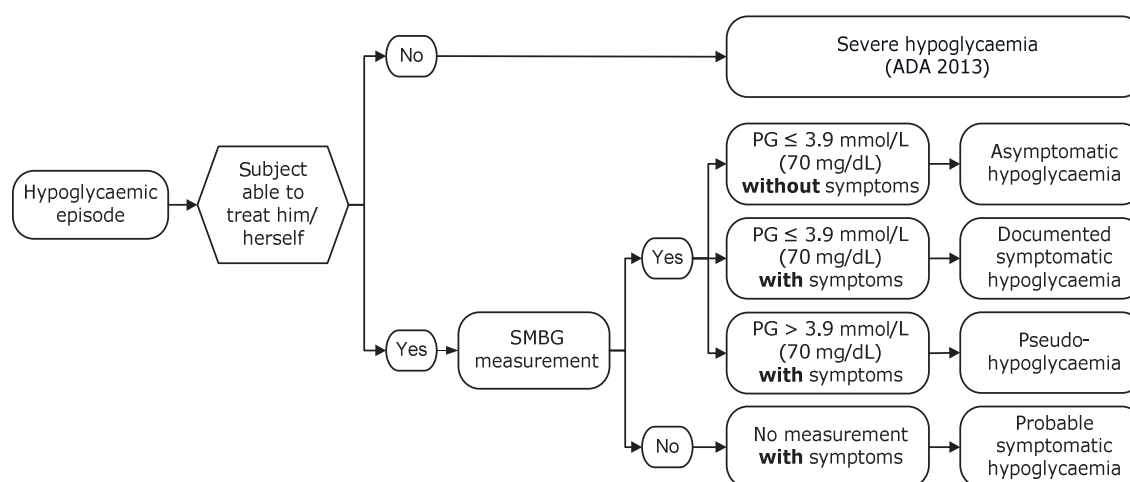 No
Severe hypoglycaemia
(ADA 2013)
Hypoglycaemic
episode
Subject
able to
treat him/
herself
Yes
SMBG
measurement
Yes
PG ≤ 3.9 mmol/L
(70 mg/dL)
without symptoms
Asymptomatic
hypoglycaemia
PG ≤ 3.9 mmol/L
(70 mg/dL)
with symptoms
Documented
symptomatic
hypoglycaemia
PG > 3.9 mmol/L
(70 mg/dL)
with symptoms
Pseudo-
hypoglycaemia
No
No measurement
with symptoms
Probable
symptomatic
hypoglycaemia